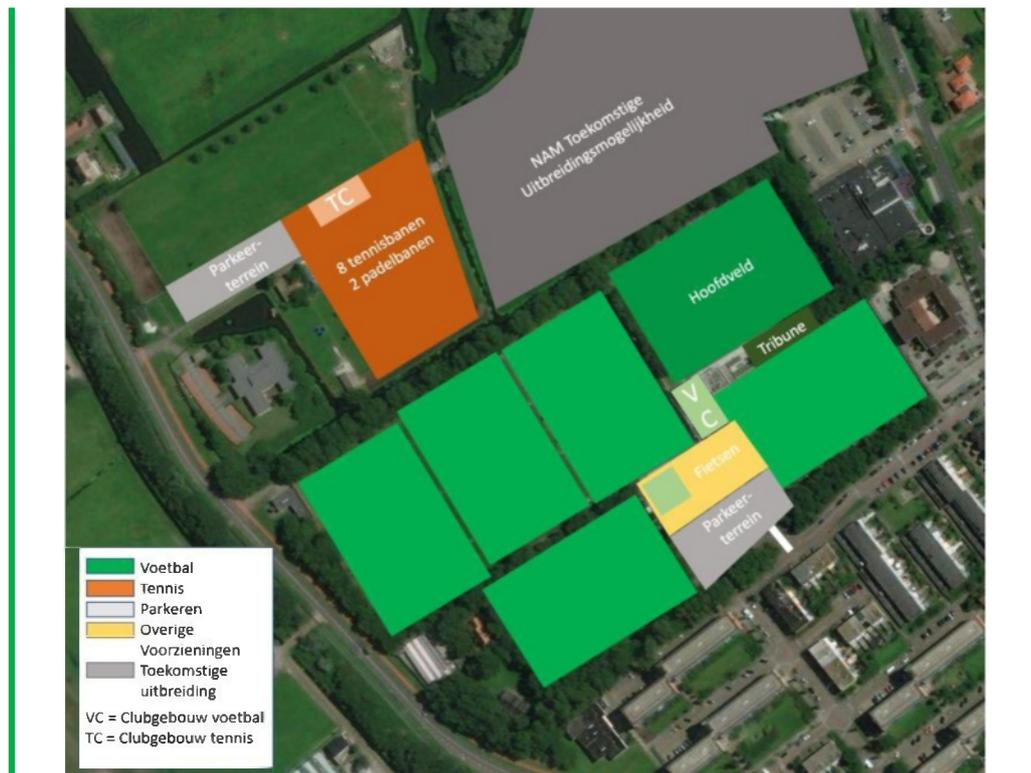 NAM Toekomstige
Uitbreidingsmogelijkheid
TC
8 tennisbanen
2 padelbanen
Parkeer-
terrein
Hoofdveld
Tribune
V
C
Fietsen
Parkeer-
terrein
Voetbal
Tennis
Parkeren
Overige
Voorzieningen
Toekomstige
uitbreiding
VC = Clubgebouw voetbal
TC = Clubgebouw tennis